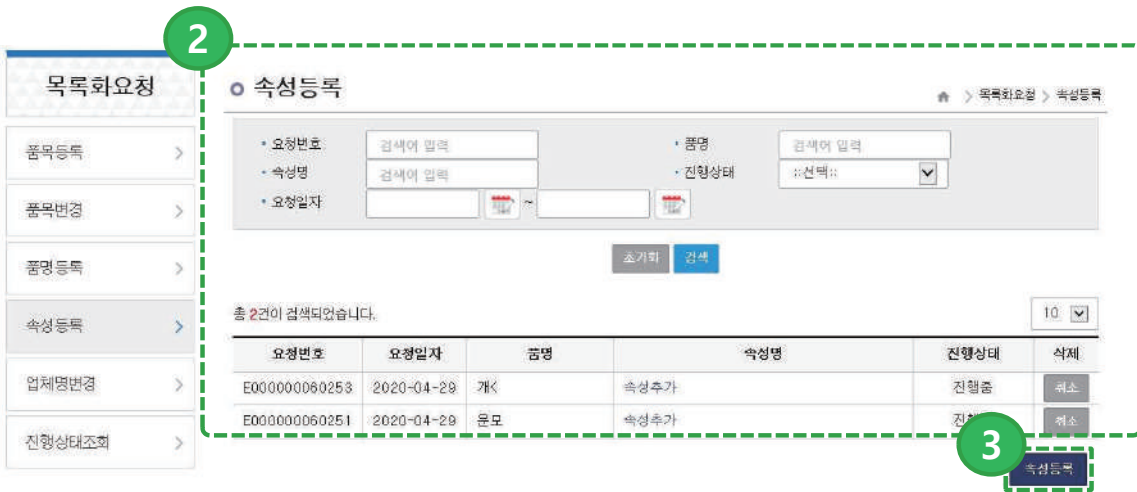 2
목록화요청
속성등록
목록화요청 > 속성등록
품목등록 >
품목변경 >
품명등록 >
속성등록 >
업체명변경 >
진행상태조회 >
• 요청번호 검색어 입력 • 품명 검색어 입력
• 속성명 검색어 입력 • 진행상태 ::선택::
• 요청일자 ~
초기화 검색
총 2건이 검색되었습니다. 10
요청번호 요청일자 품명 속성명 진행상태 삭제
E000000060253 2020-04-29 개< 속성추가 진행중 취소
E000000060251 2020-04-29 운모 속성추가 취소
3
속성등록